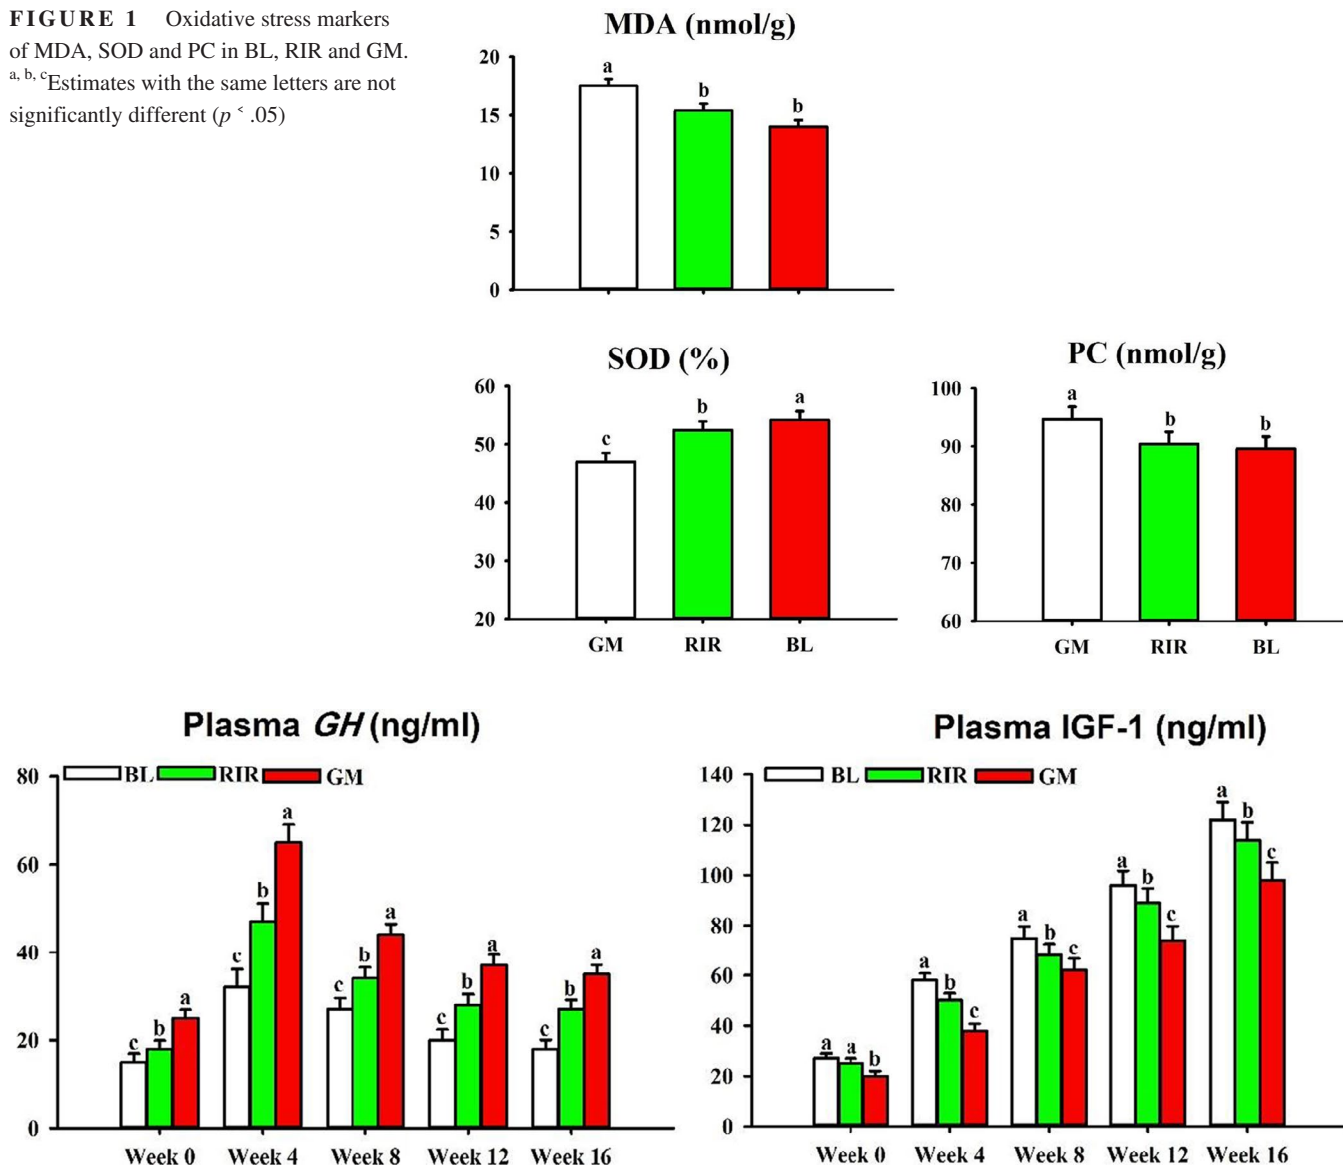 FIGURE 1 Oxidative stress markers
of MDA, SOD and PC in BL, RIR and GM.
a, b, cEstimates with the same letters are not
significantly different (p < .05)
MDA (nmol/g)
20
15
10
5
0
a
b
b
SOD (%)
60
50
40
30
20
c
b
a
GM RIR BL
PC (nmol/g)
100
90
80
70
60
a
b
b
GM RIR BL
Plasma GH (ng/ml)
BL RIR GM
80
60
40
20
0
c b a
c b a
c b a
c b a
c b a
Week 0 Week 4 Week 8 Week 12 Week 16
Plasma IGF-1 (ng/ml)
BL RIR GM
140
120
100
80
60
40
20
0
a a b
a b c
a b c
a b c
a b c
Week 0 Week 4 Week 8 Week 12 Week 16